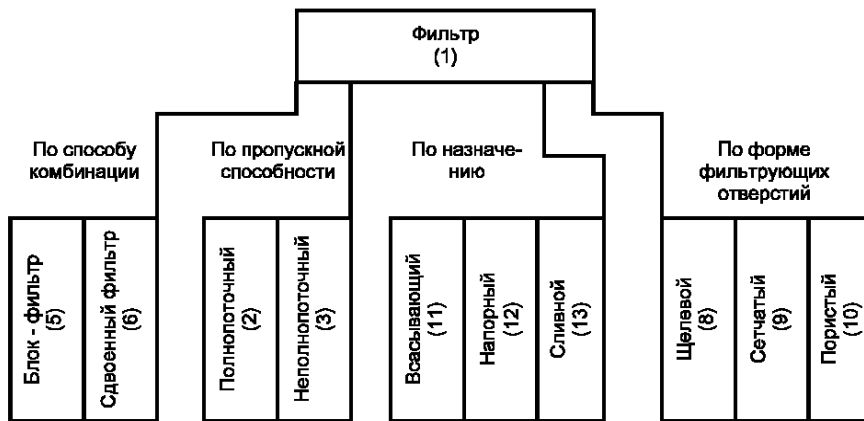 Фильтр
(1)
По способу
комбинации
По пропускной
способности
По назначе-
нию
По форме
фильтрующих
отверстий
Блок - фильтр
(5)
Сдвоенный фильтр
(6)
Полнопоточный
(2)
Неполнопоточный
(3)
Всасывающий
(11)
Напорный
(12)
Сливной
(13)
Щелевой
(8)
Сетчатый
(9)
Пористый
(10)